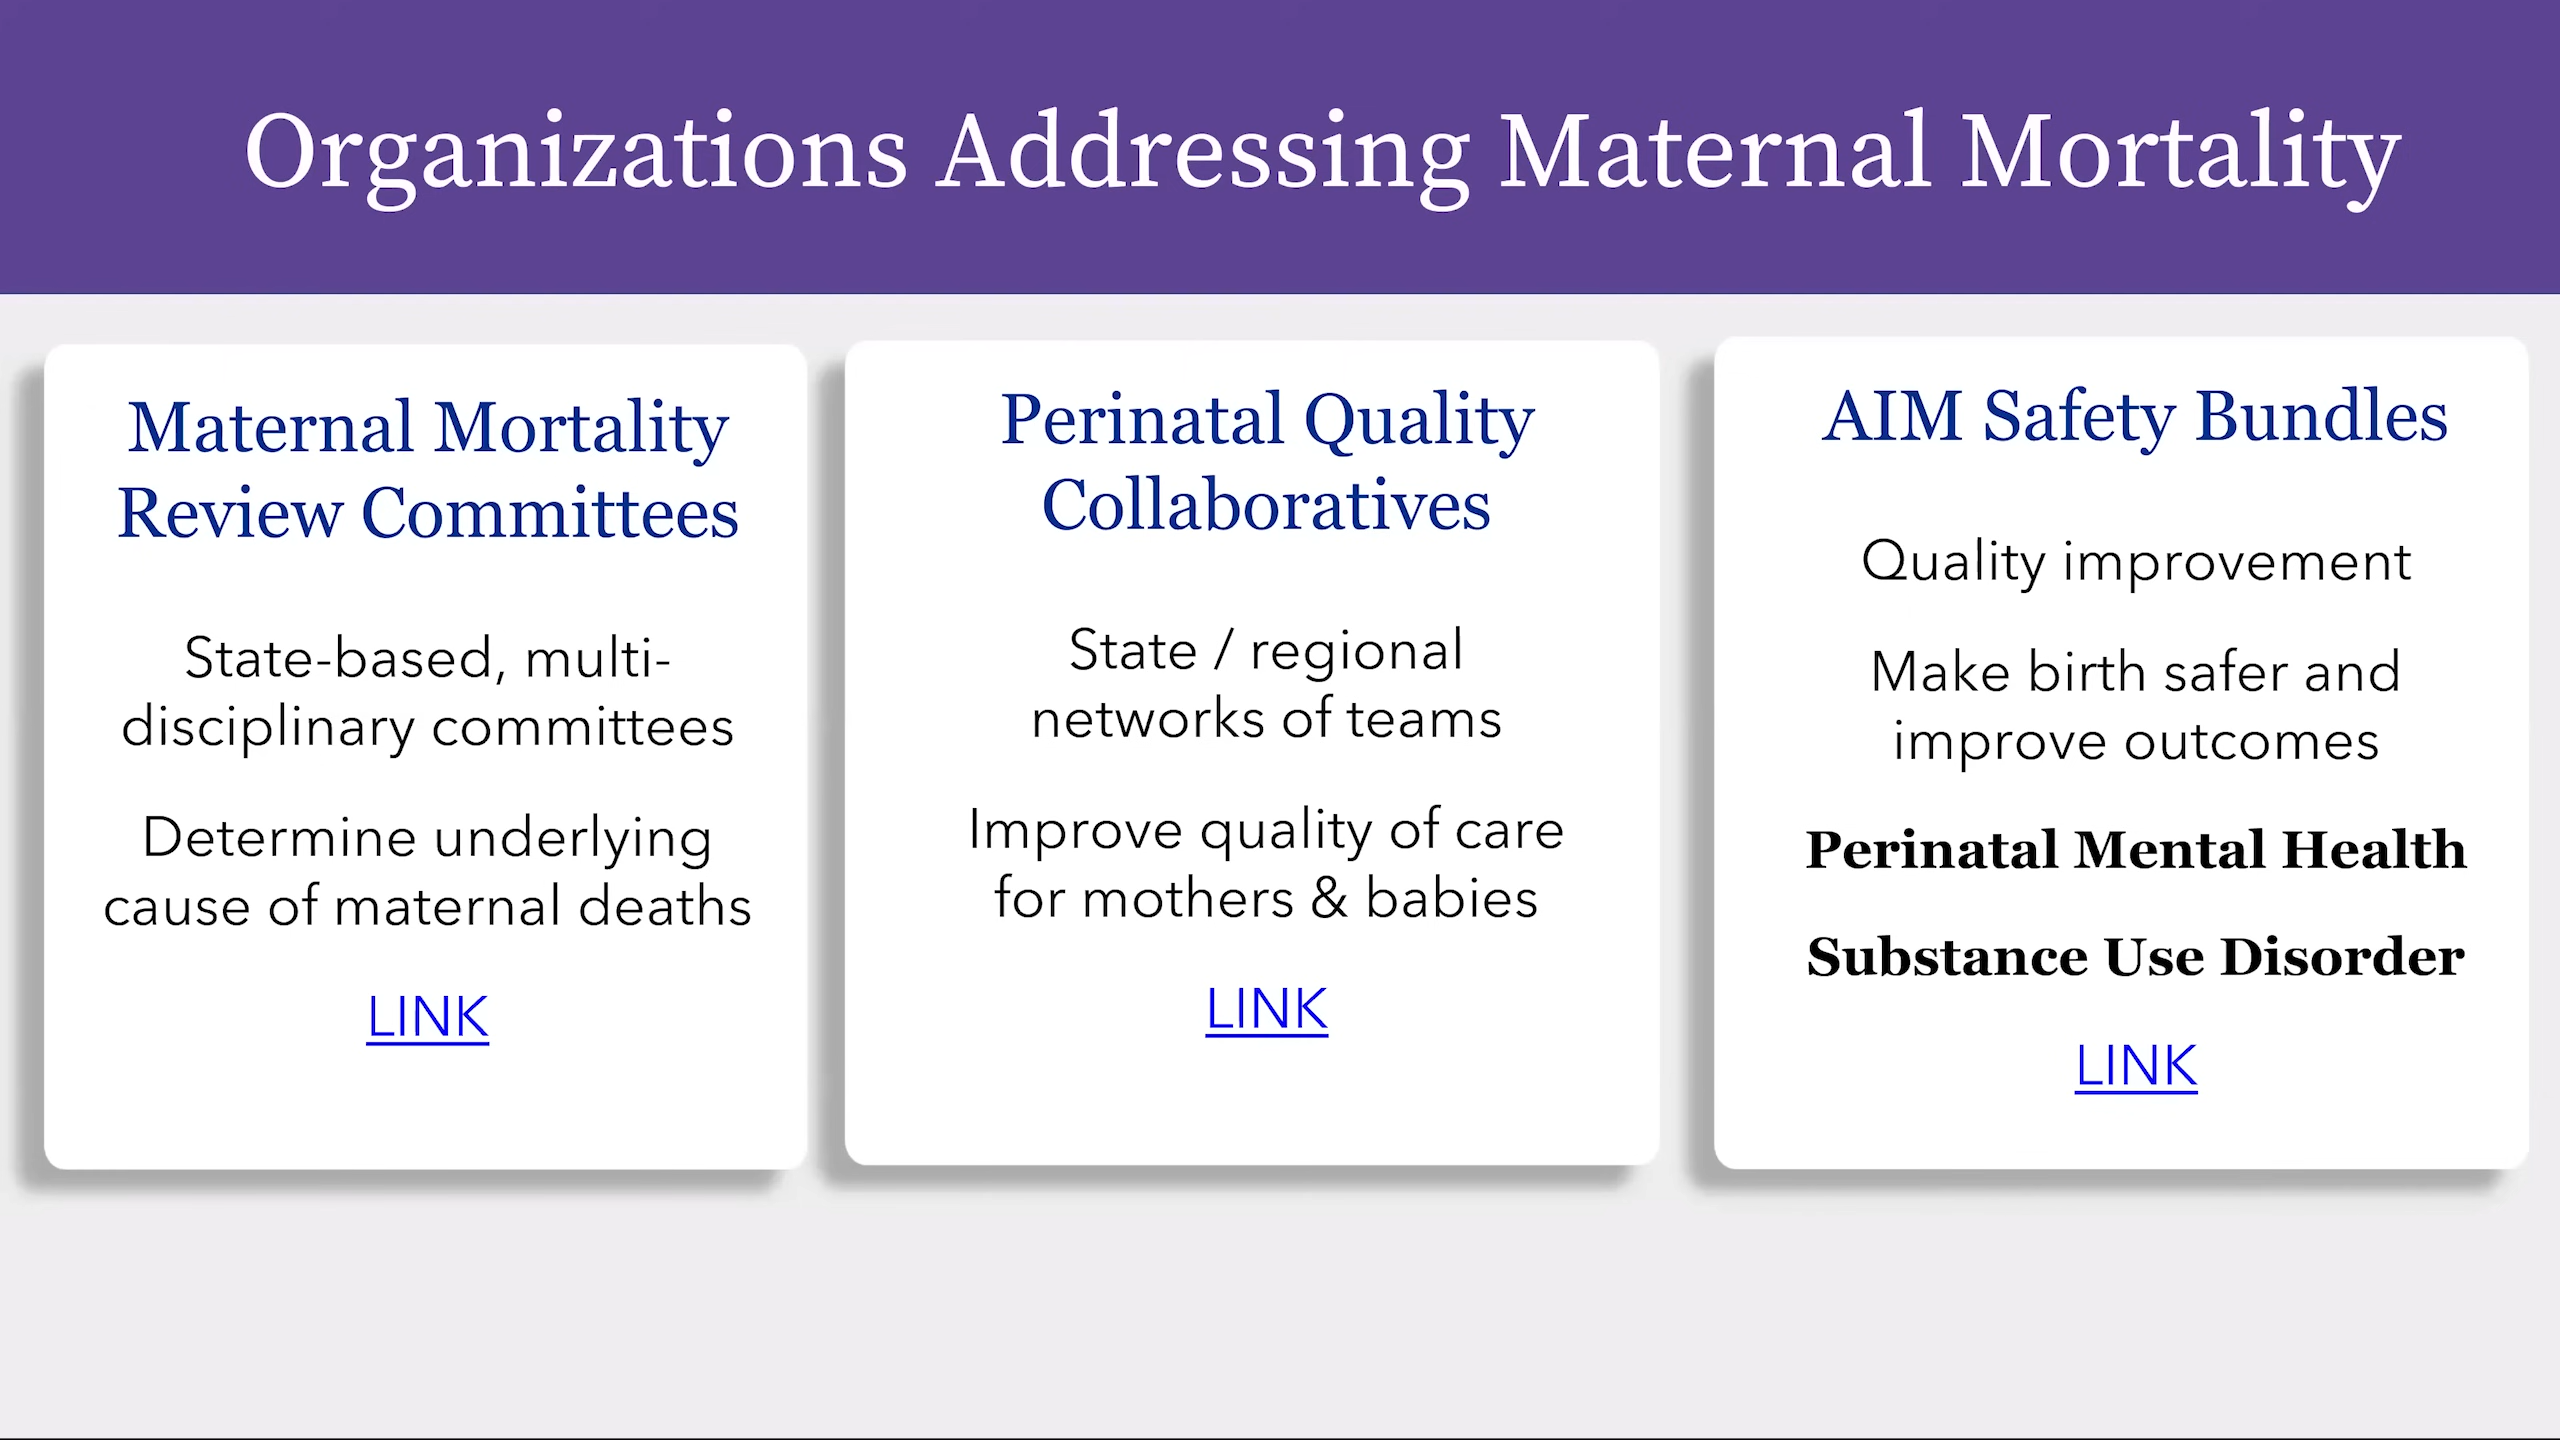 Organizations Addressing Maternal Mortality
Maternal Mortality
Review Committees
State-based, multi-
disciplinary committees
Determine underlying
cause of maternal deaths
LINK
Perinatal Quality
Collaboratives
State / regional
networks of teams
Improve quality of care
for mothers & babies
LINK
AIM Safety Bundles
Quality improvement
Make birth safer and
improve outcomes
Perinatal Mental Health
Substance Use Disorder
LINK